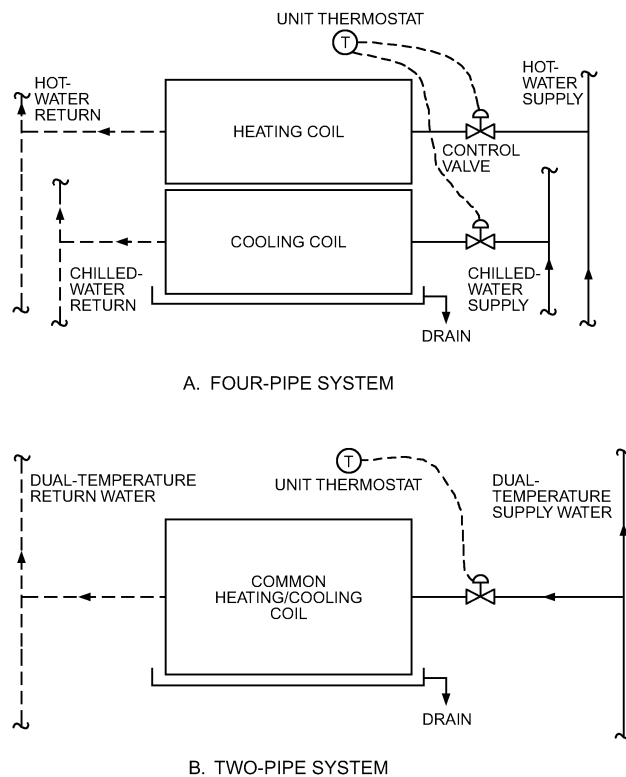 UNIT THERMOSTAT
T
HOT-
WATER
RETURN
HOT-
WATER
SUPPLY
HEATING COIL
CONTROL
VALVE
COOLING COIL
CHILLED-
WATER
RETURN
CHILLED-
WATER
SUPPLY
DRAIN
A. FOUR-PIPE SYSTEM
DUAL-TEMPERATURE
RETURN WATER
T
UNIT THERMOSTAT
DUAL-
TEMPERATURE
SUPPLY WATER
COMMON
HEATING/COOLING
COIL
DRAIN
B. TWO-PIPE SYSTEM